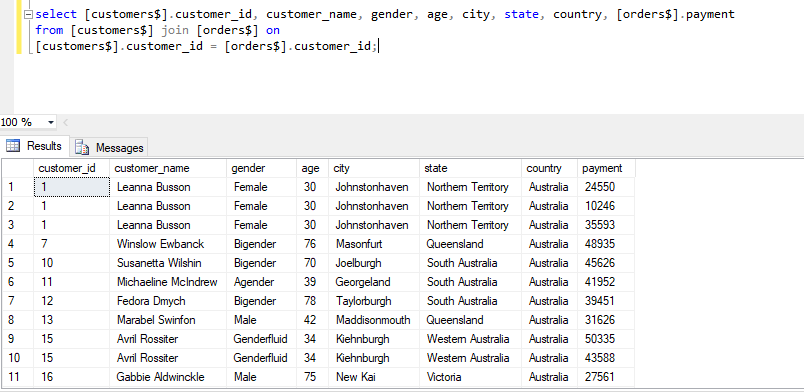 select [customers$].customer_id, customer_name, gender, age, city, state, country, [orders$].payment
from [customers$] join [orders$] on
[customers$].customer_id = [orders$].customer_id;
100 %
Results Messages
customer_id customer_name gender age city state country payment
1 1 Leanna Busson Female 30 Johnstonhaven Northern Territory Australia 24550
2 1 Leanna Busson Female 30 Johnstonhaven Northern Territory Australia 10246
3 1 Leanna Busson Female 30 Johnstonhaven Northern Territory Australia 35593
4 7 Winslow Ewbanck Bigender 76 Masonfurt Queensland Australia 48935
5 10 Susanetta Wilshin Bigender 70 Joelburgh South Australia Australia 45626
6 11 Michaeline McIndrew Agender 39 Georgeland South Australia Australia 41952
7 12 Fedora Dmych Bigender 78 Taylorburgh South Australia Australia 39451
8 13 Marabel Swinfon Male 42 Maddisonmouth Queensland Australia 31626
9 15 Avril Rossiter Genderfluid 34 Kiehnburgh Western Australia Australia 50335
10 15 Avril Rossiter Genderfluid 34 Kiehnburgh Western Australia Australia 43588
11 16 Gabbie Aldwinckle Male 75 New Kai Victoria Australia 27561